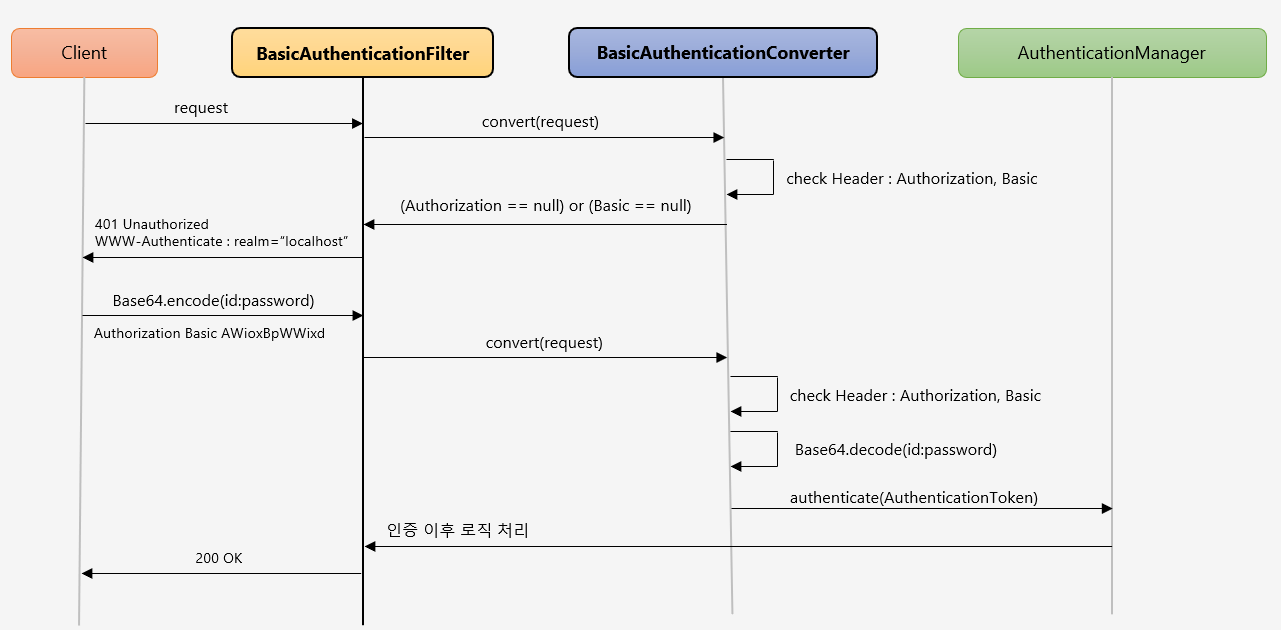 Client
BasicAuthenticationFilter
BasicAuthenticationConverter
AuthenticationManager
request
convert(request)
check Header : Authorization, Basic
(Authorization == null) or (Basic == null)
401 Unauthorized
WWW-Authenticate : realm=“localhost”
Base64.encode(id:password)
Authorization Basic AWioxBpWWixd
convert(request)
check Header : Authorization, Basic
Base64.decode(id:password)
authenticate(AuthenticationToken)
인증 이후 로직 처리
200 OK